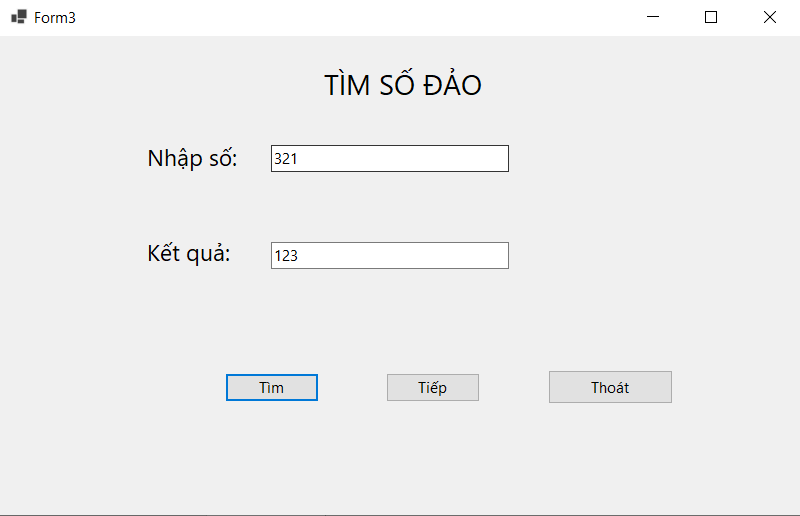 Form3
TÌM SỐ ĐẢO
Nhập số: 321
Kết quả: 123
Tìm Tiếp Thoát